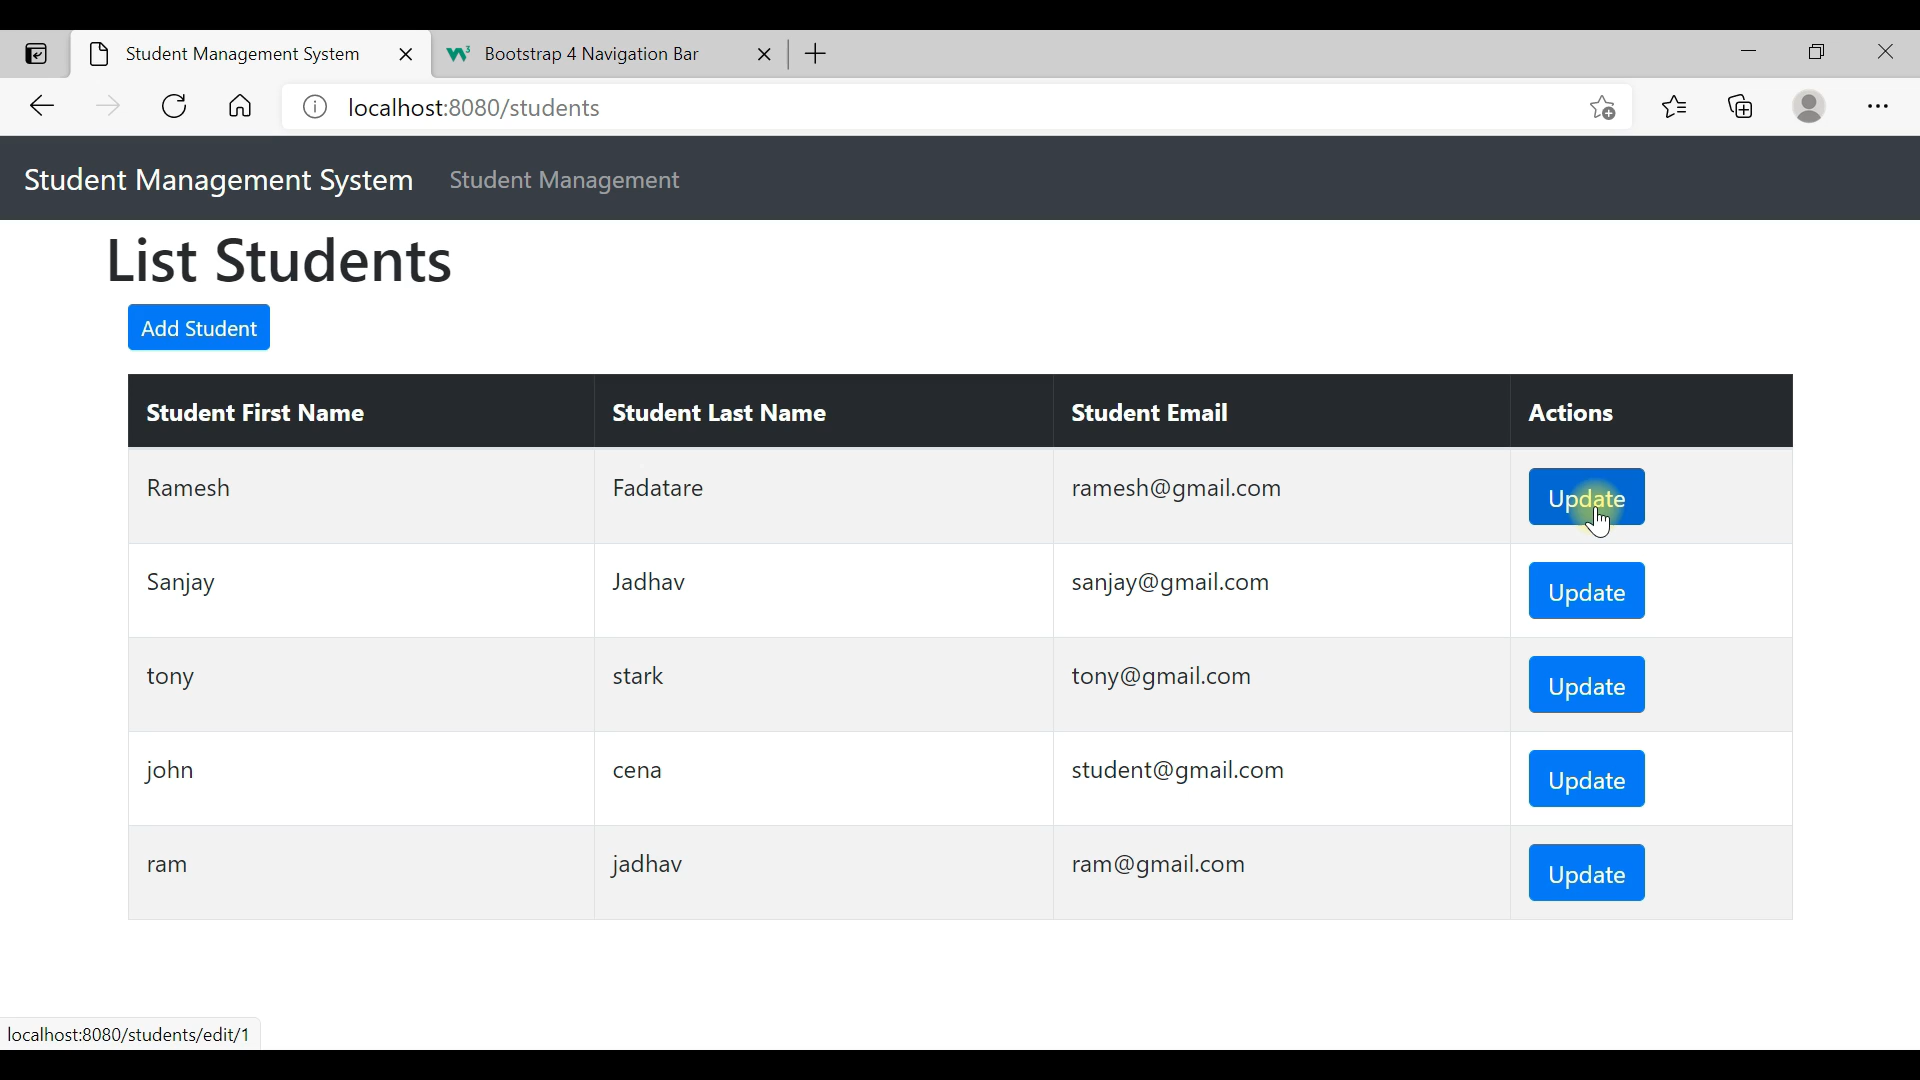 Student Management System
Bootstrap 4 Navigation Bar
localhost:8080/students
Student Management System Student Management
List Students
Add Student
Student First Name Student Last Name Student Email Actions
Ramesh Fadatare ramesh@gmail.com Update
Sanjay Jadhav sanjay@gmail.com Update
tony stark tony@gmail.com Update
john cena student@gmail.com Update
ram jadhav ram@gmail.com Update
localhost:8080/students/edit/1